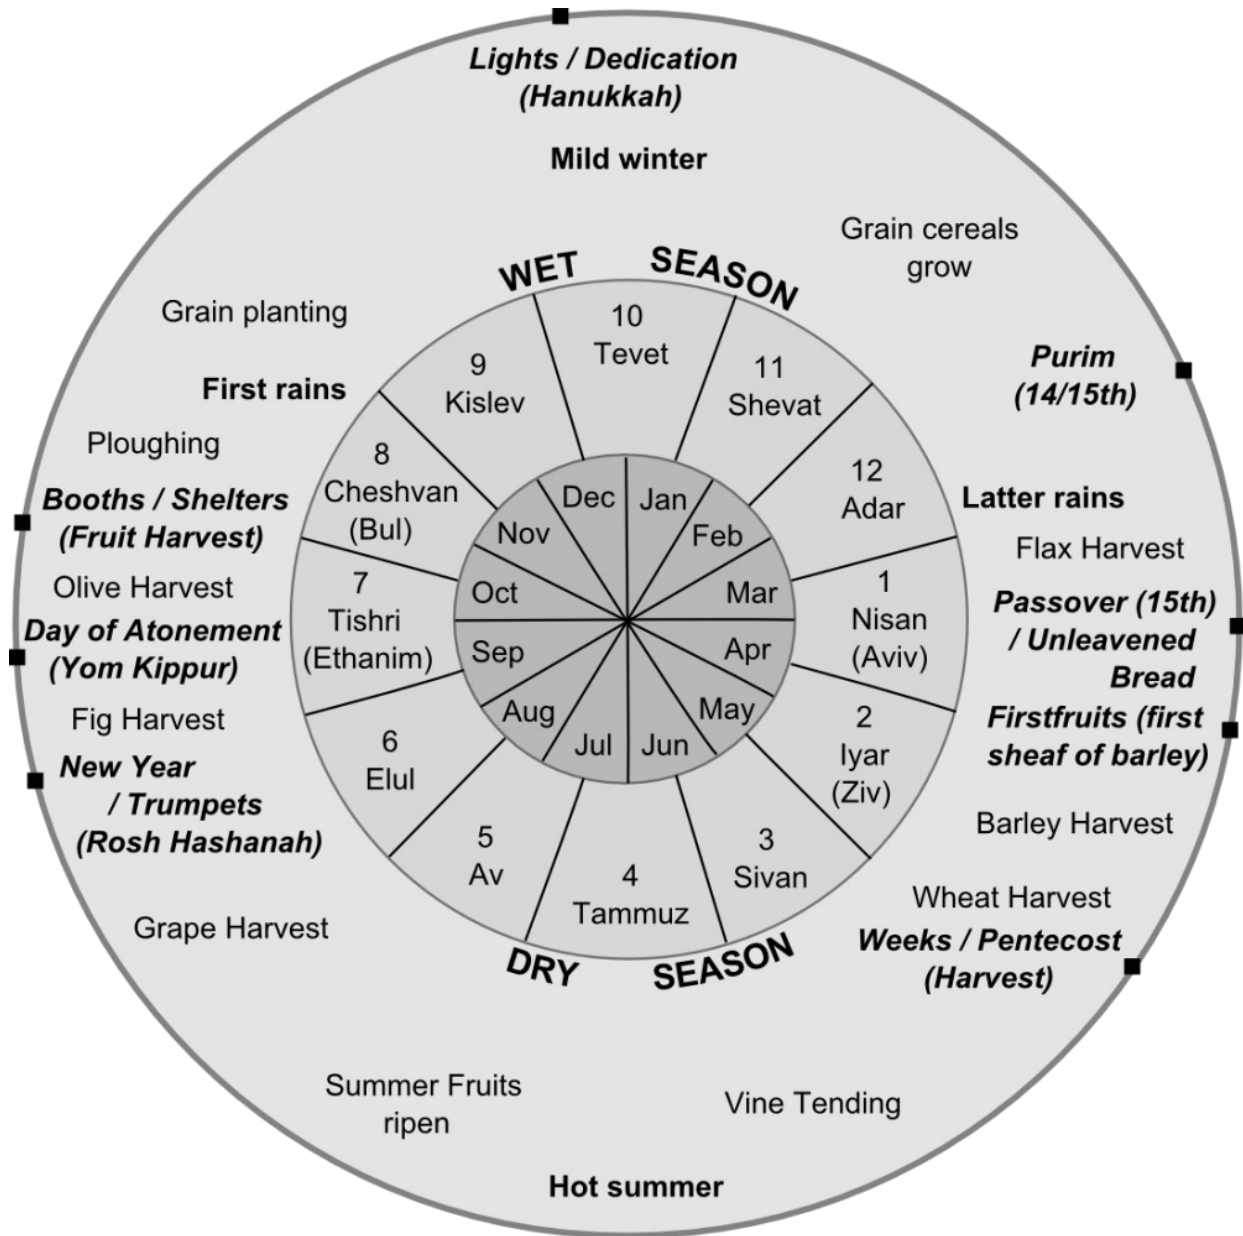 Lights / Dedication
(Hanukkah)
Mild winter
Grain cereals
grow
WET SEASON
Grain planting
First rains
Ploughing
Booths / Shelters
(Fruit Harvest)
Olive Harvest
Day of Atonement
(Yom Kippur)
Fig Harvest
New Year
/ Trumpets
(Rosh Hashanah)
Grape Harvest
Purim
(14/15th)
Latter rains
Flax Harvest
Passover (15th)
/ Unleavened
Bread
Firstfruits (first
sheaf of barley)
Barley Harvest
Wheat Harvest
Weeks / Pentecost
(Harvest)
10
Tevet
11
Shevat
12
Adar
1
Nisan
(Aviv)
2
Iyar
(Ziv)
3
Sivan
4
Tammuz
5
Av
6
Elul
7
Tishri
(Ethanim)
8
Cheshvan
(Bul)
9
Kislev
Jan
Feb
Mar
Apr
May
Jun
Jul
Aug
Sep
Oct
Nov
Dec
DRY SEASON
Summer Fruits
ripen
Vine Tending
Hot summer